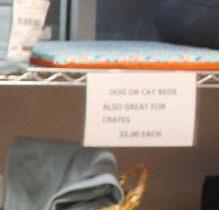 DOG OR CAT BEDS
ALSO GREAT FOR
CRATES
$3.00 EACH